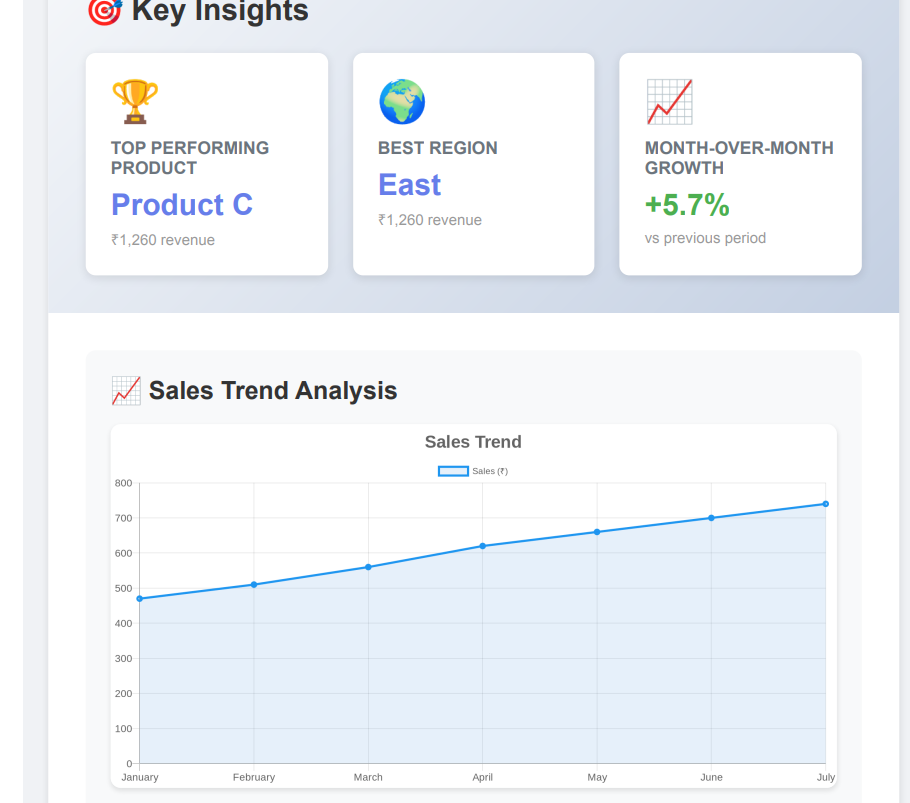 Key Insights
TOP PERFORMING
PRODUCT
Product C
₹1,260 revenue
BEST REGION
East
₹1,260 revenue
MONTH-OVER-MONTH
GROWTH
+5.7%
vs previous period
Sales Trend Analysis
Sales Trend
Sales (₹)
800
700
600
500
400
300
200
100
0
January February March April May June July